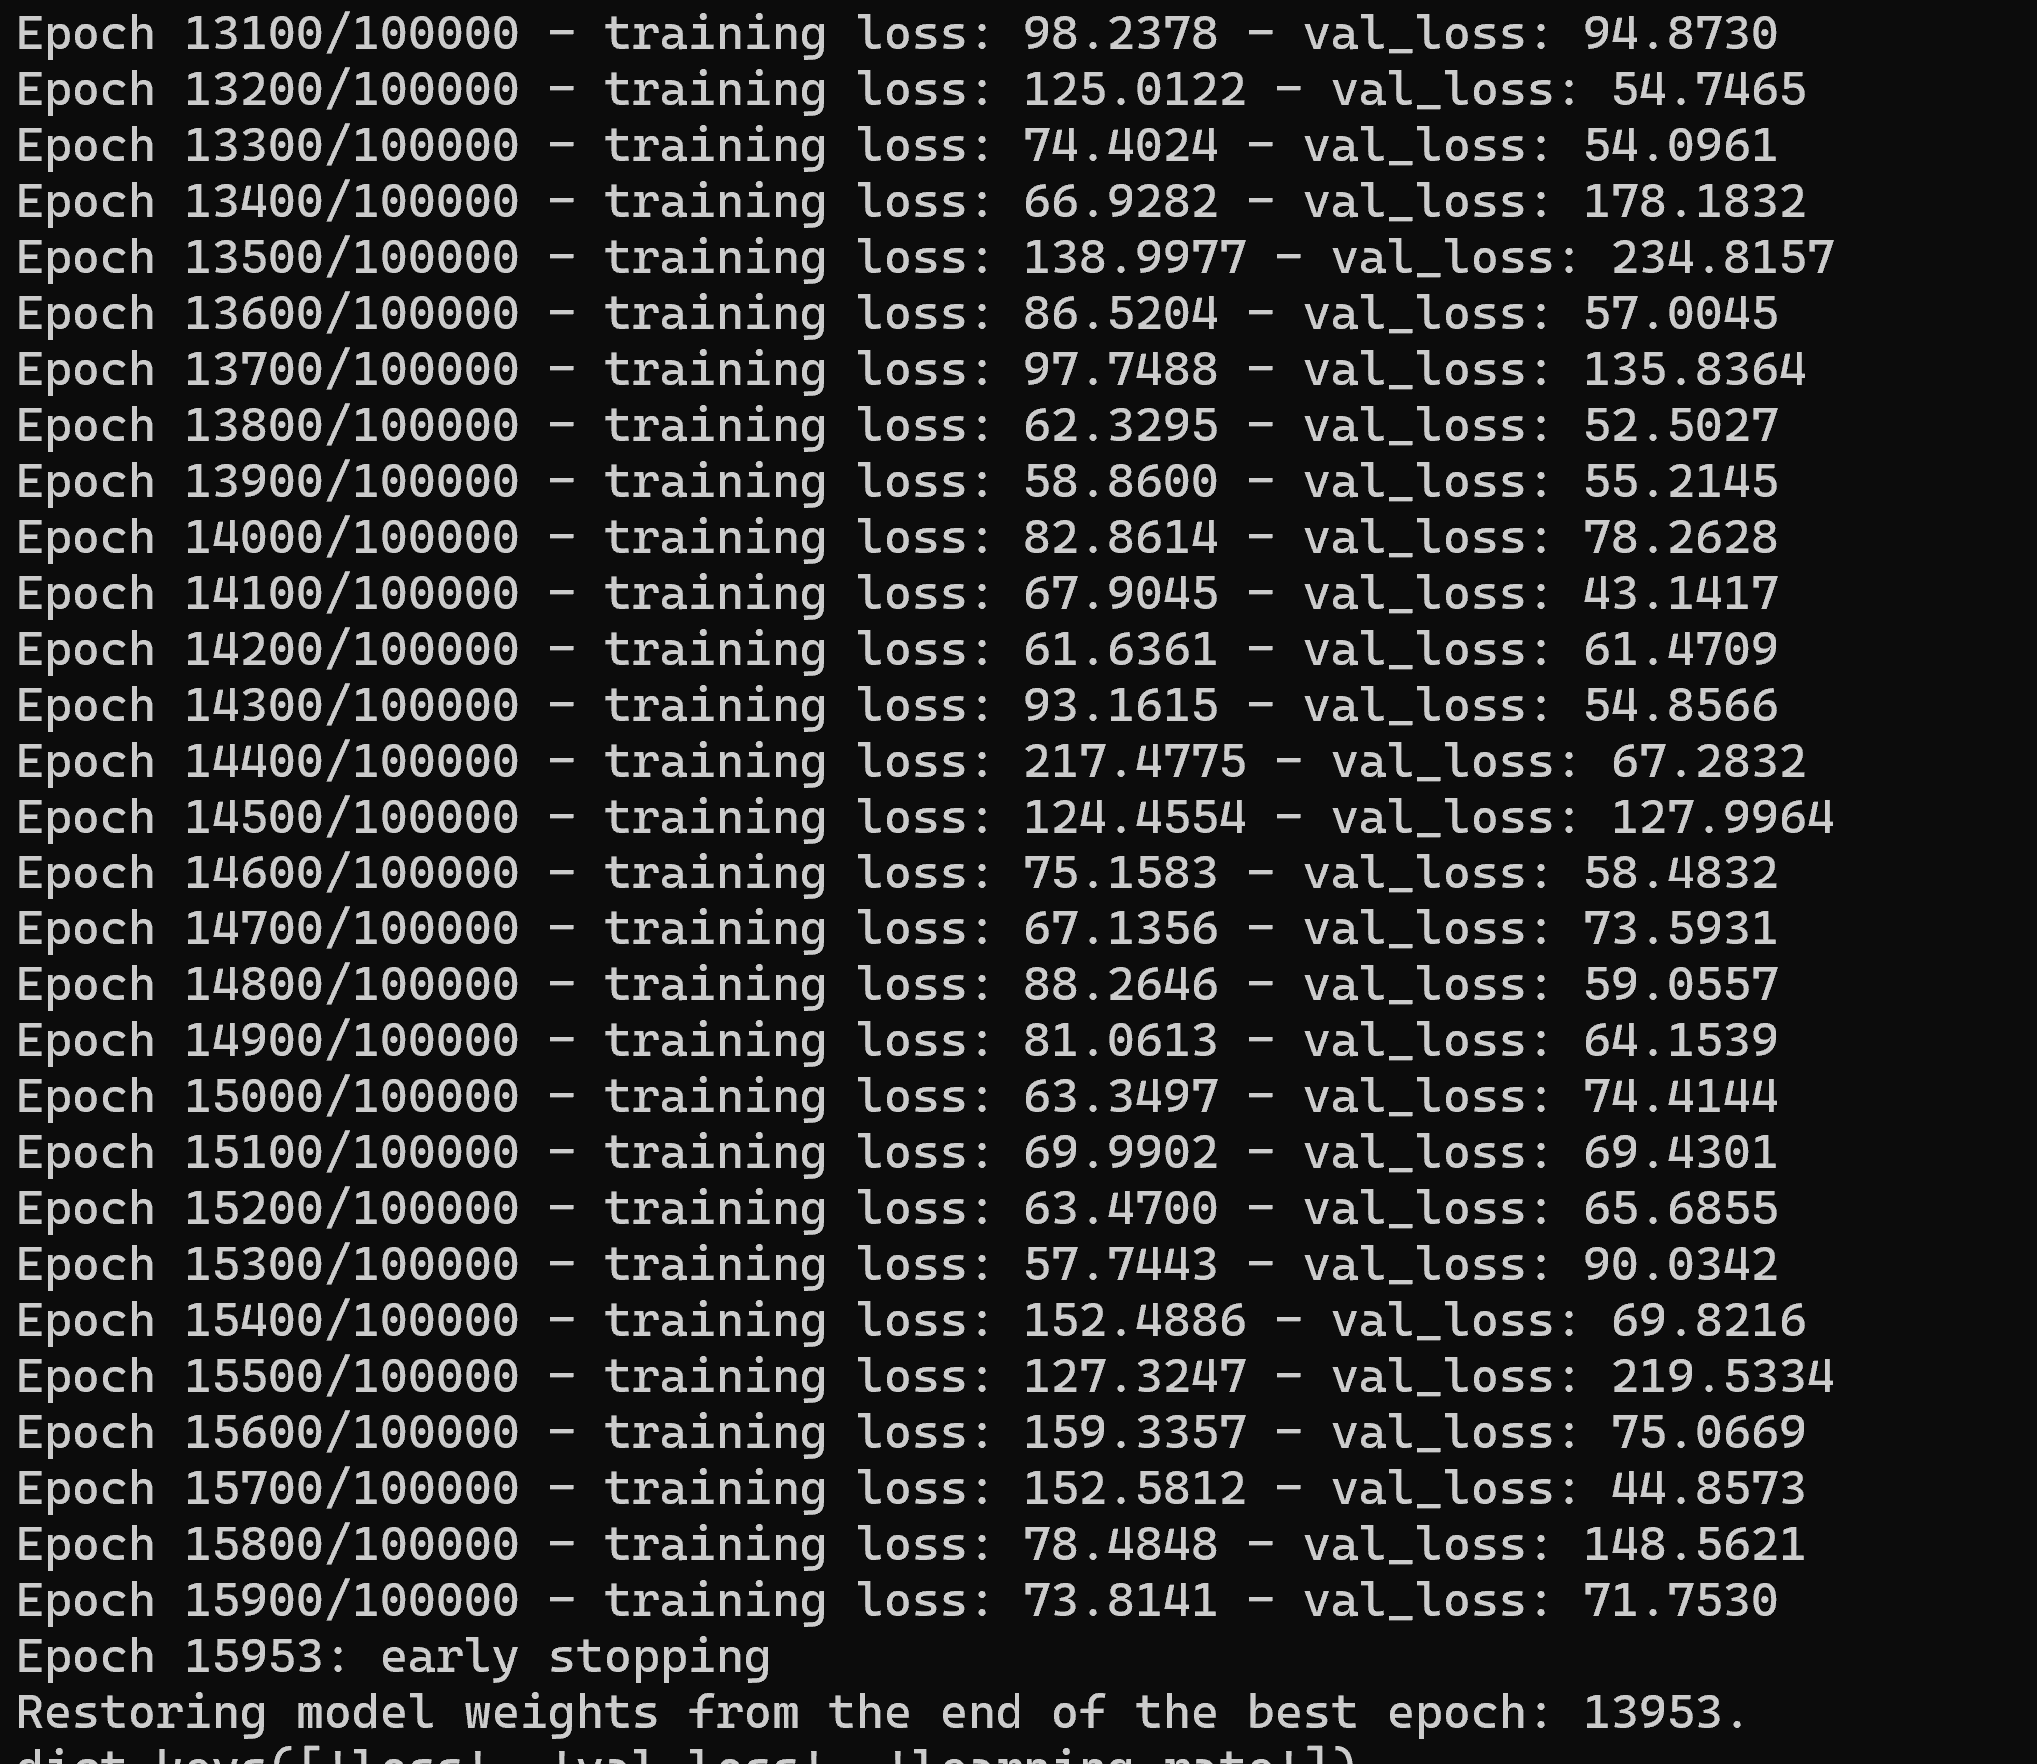 Epoch 13100/100000 - training loss: 98.2378 - val_loss: 94.8730
Epoch 13200/100000 - training loss: 125.0122 - val_loss: 54.7465
Epoch 13300/100000 - training loss: 74.4024 - val_loss: 54.0961
Epoch 13400/100000 - training loss: 66.9282 - val_loss: 178.1832
Epoch 13500/100000 - training loss: 138.9977 - val_loss: 234.8157
Epoch 13600/100000 - training loss: 86.5204 - val_loss: 57.0045
Epoch 13700/100000 - training loss: 97.7488 - val_loss: 135.8364
Epoch 13800/100000 - training loss: 62.3295 - val_loss: 52.5027
Epoch 13900/100000 - training loss: 58.8600 - val_loss: 55.2145
Epoch 14000/100000 - training loss: 82.8614 - val_loss: 78.2628
Epoch 14100/100000 - training loss: 67.9045 - val_loss: 43.1417
Epoch 14200/100000 - training loss: 61.6361 - val_loss: 61.4709
Epoch 14300/100000 - training loss: 93.1615 - val_loss: 54.8566
Epoch 14400/100000 - training loss: 217.4775 - val_loss: 67.2832
Epoch 14500/100000 - training loss: 124.4554 - val_loss: 127.9964
Epoch 14600/100000 - training loss: 75.1583 - val_loss: 58.4832
Epoch 14700/100000 - training loss: 67.1356 - val_loss: 73.5931
Epoch 14800/100000 - training loss: 88.2646 - val_loss: 59.0557
Epoch 14900/100000 - training loss: 81.0613 - val_loss: 64.1539
Epoch 15000/100000 - training loss: 63.3497 - val_loss: 74.4144
Epoch 15100/100000 - training loss: 69.9902 - val_loss: 69.4301
Epoch 15200/100000 - training loss: 63.4700 - val_loss: 65.6855
Epoch 15300/100000 - training loss: 57.7443 - val_loss: 90.0342
Epoch 15400/100000 - training loss: 152.4886 - val_loss: 69.8216
Epoch 15500/100000 - training loss: 127.3247 - val_loss: 219.5334
Epoch 15600/100000 - training loss: 159.3357 - val_loss: 75.0669
Epoch 15700/100000 - training loss: 152.5812 - val_loss: 44.8573
Epoch 15800/100000 - training loss: 78.4848 - val_loss: 148.5621
Epoch 15900/100000 - training loss: 73.8141 - val_loss: 71.7530
Epoch 15953: early stopping
Restoring model weights from the end of the best epoch: 13953.
dict_keys(['loss', 'val_loss', 'learning_rate'])